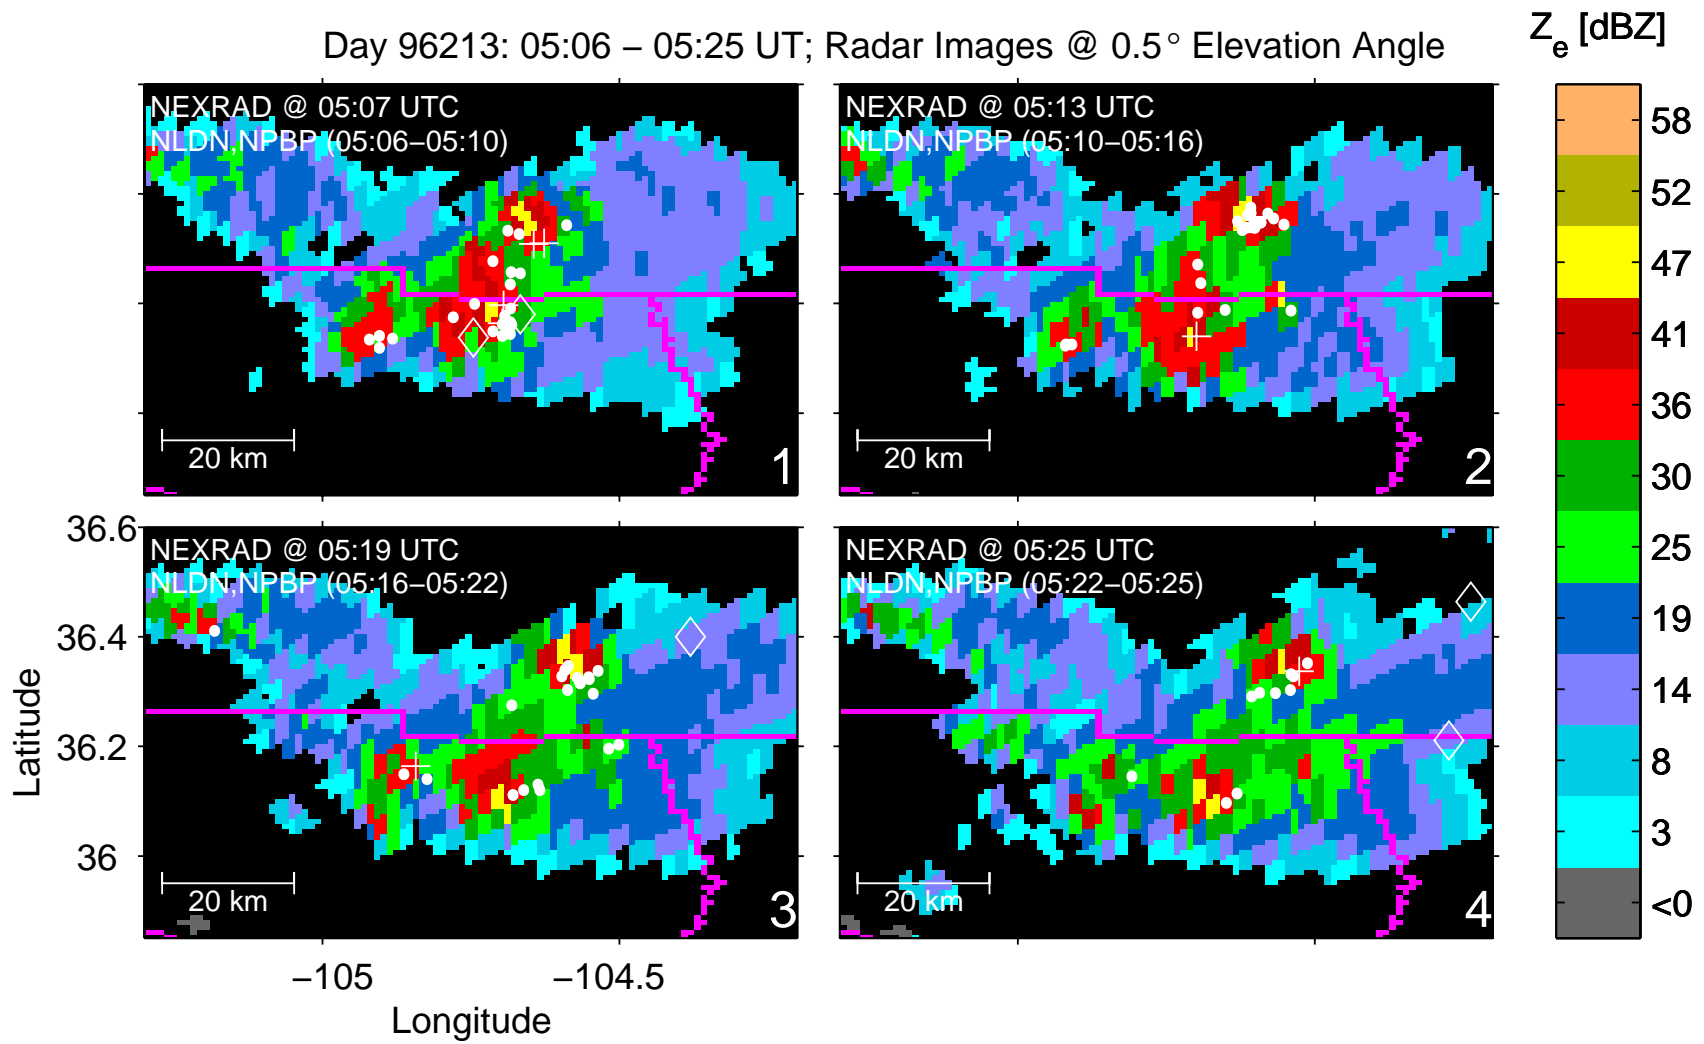 Day 96213: 05:06 – 05:25 UT; Radar Images @ 0.5° Elevation Angle
Z_e [dBZ]
NEXRAD @ 05:07 UTC
NLDN,NPBP (05:06–05:10)
20 km
1
NEXRAD @ 05:13 UTC
NLDN,NPBP (05:10–05:16)
20 km
2
NEXRAD @ 05:19 UTC
NLDN,NPBP (05:16–05:22)
20 km
3
NEXRAD @ 05:25 UTC
NLDN,NPBP (05:22–05:25)
20 km
4
58
52
47
41
36
30
25
19
14
8
3
<0
36.6
36.4
36.2
36
Latitude
–105
–104.5
Longitude